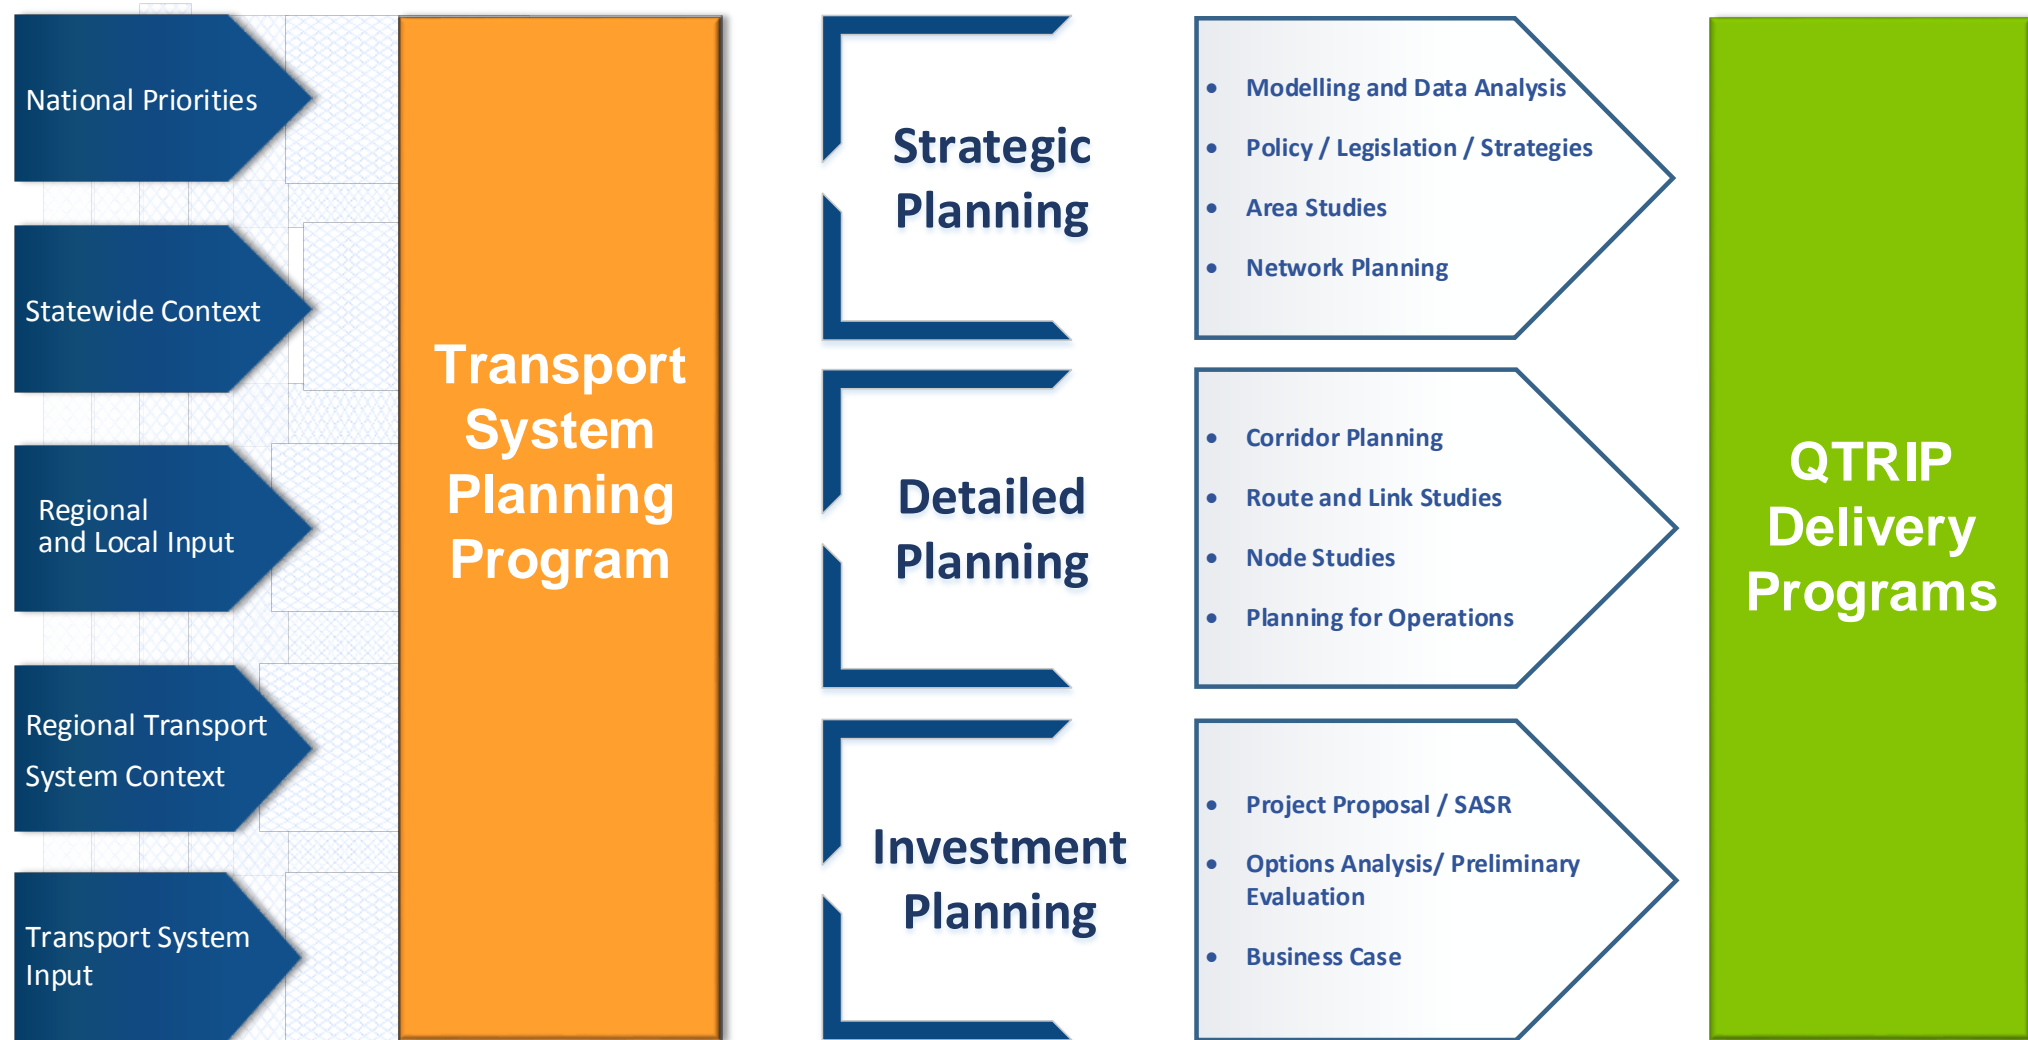 National Priorities
Statewide Context
Regional
and Local Input
Regional Transport
System Context
Transport System
Input
Transport
System
Planning
Program
Strategic
Planning
• Modelling and Data Analysis
• Policy / Legislation / Strategies
• Area Studies
• Network Planning
Detailed
Planning
• Corridor Planning
• Route and Link Studies
• Node Studies
• Planning for Operations
Investment
Planning
• Project Proposal / SASR
• Options Analysis/ Preliminary
Evaluation
• Business Case
QTRIP
Delivery
Programs